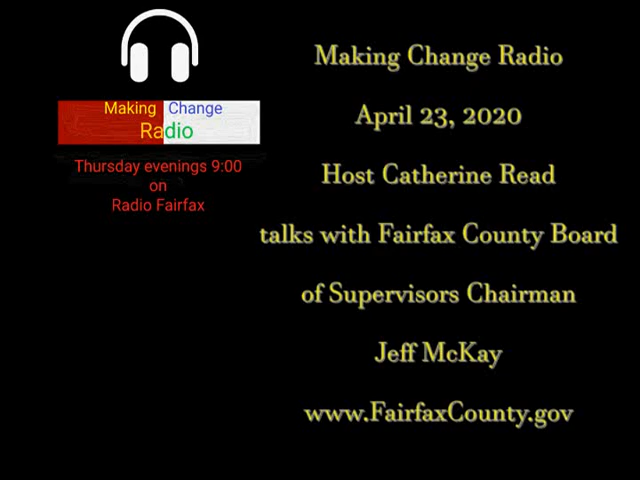 Making Change
Radio
Thursday evenings 9:00
on
Radio Fairfax
Making Change Radio
April 23, 2020
Host Catherine Read
talks with Fairfax County Board
of Supervisors Chairman
Jeff McKay
www.FairfaxCounty.gov